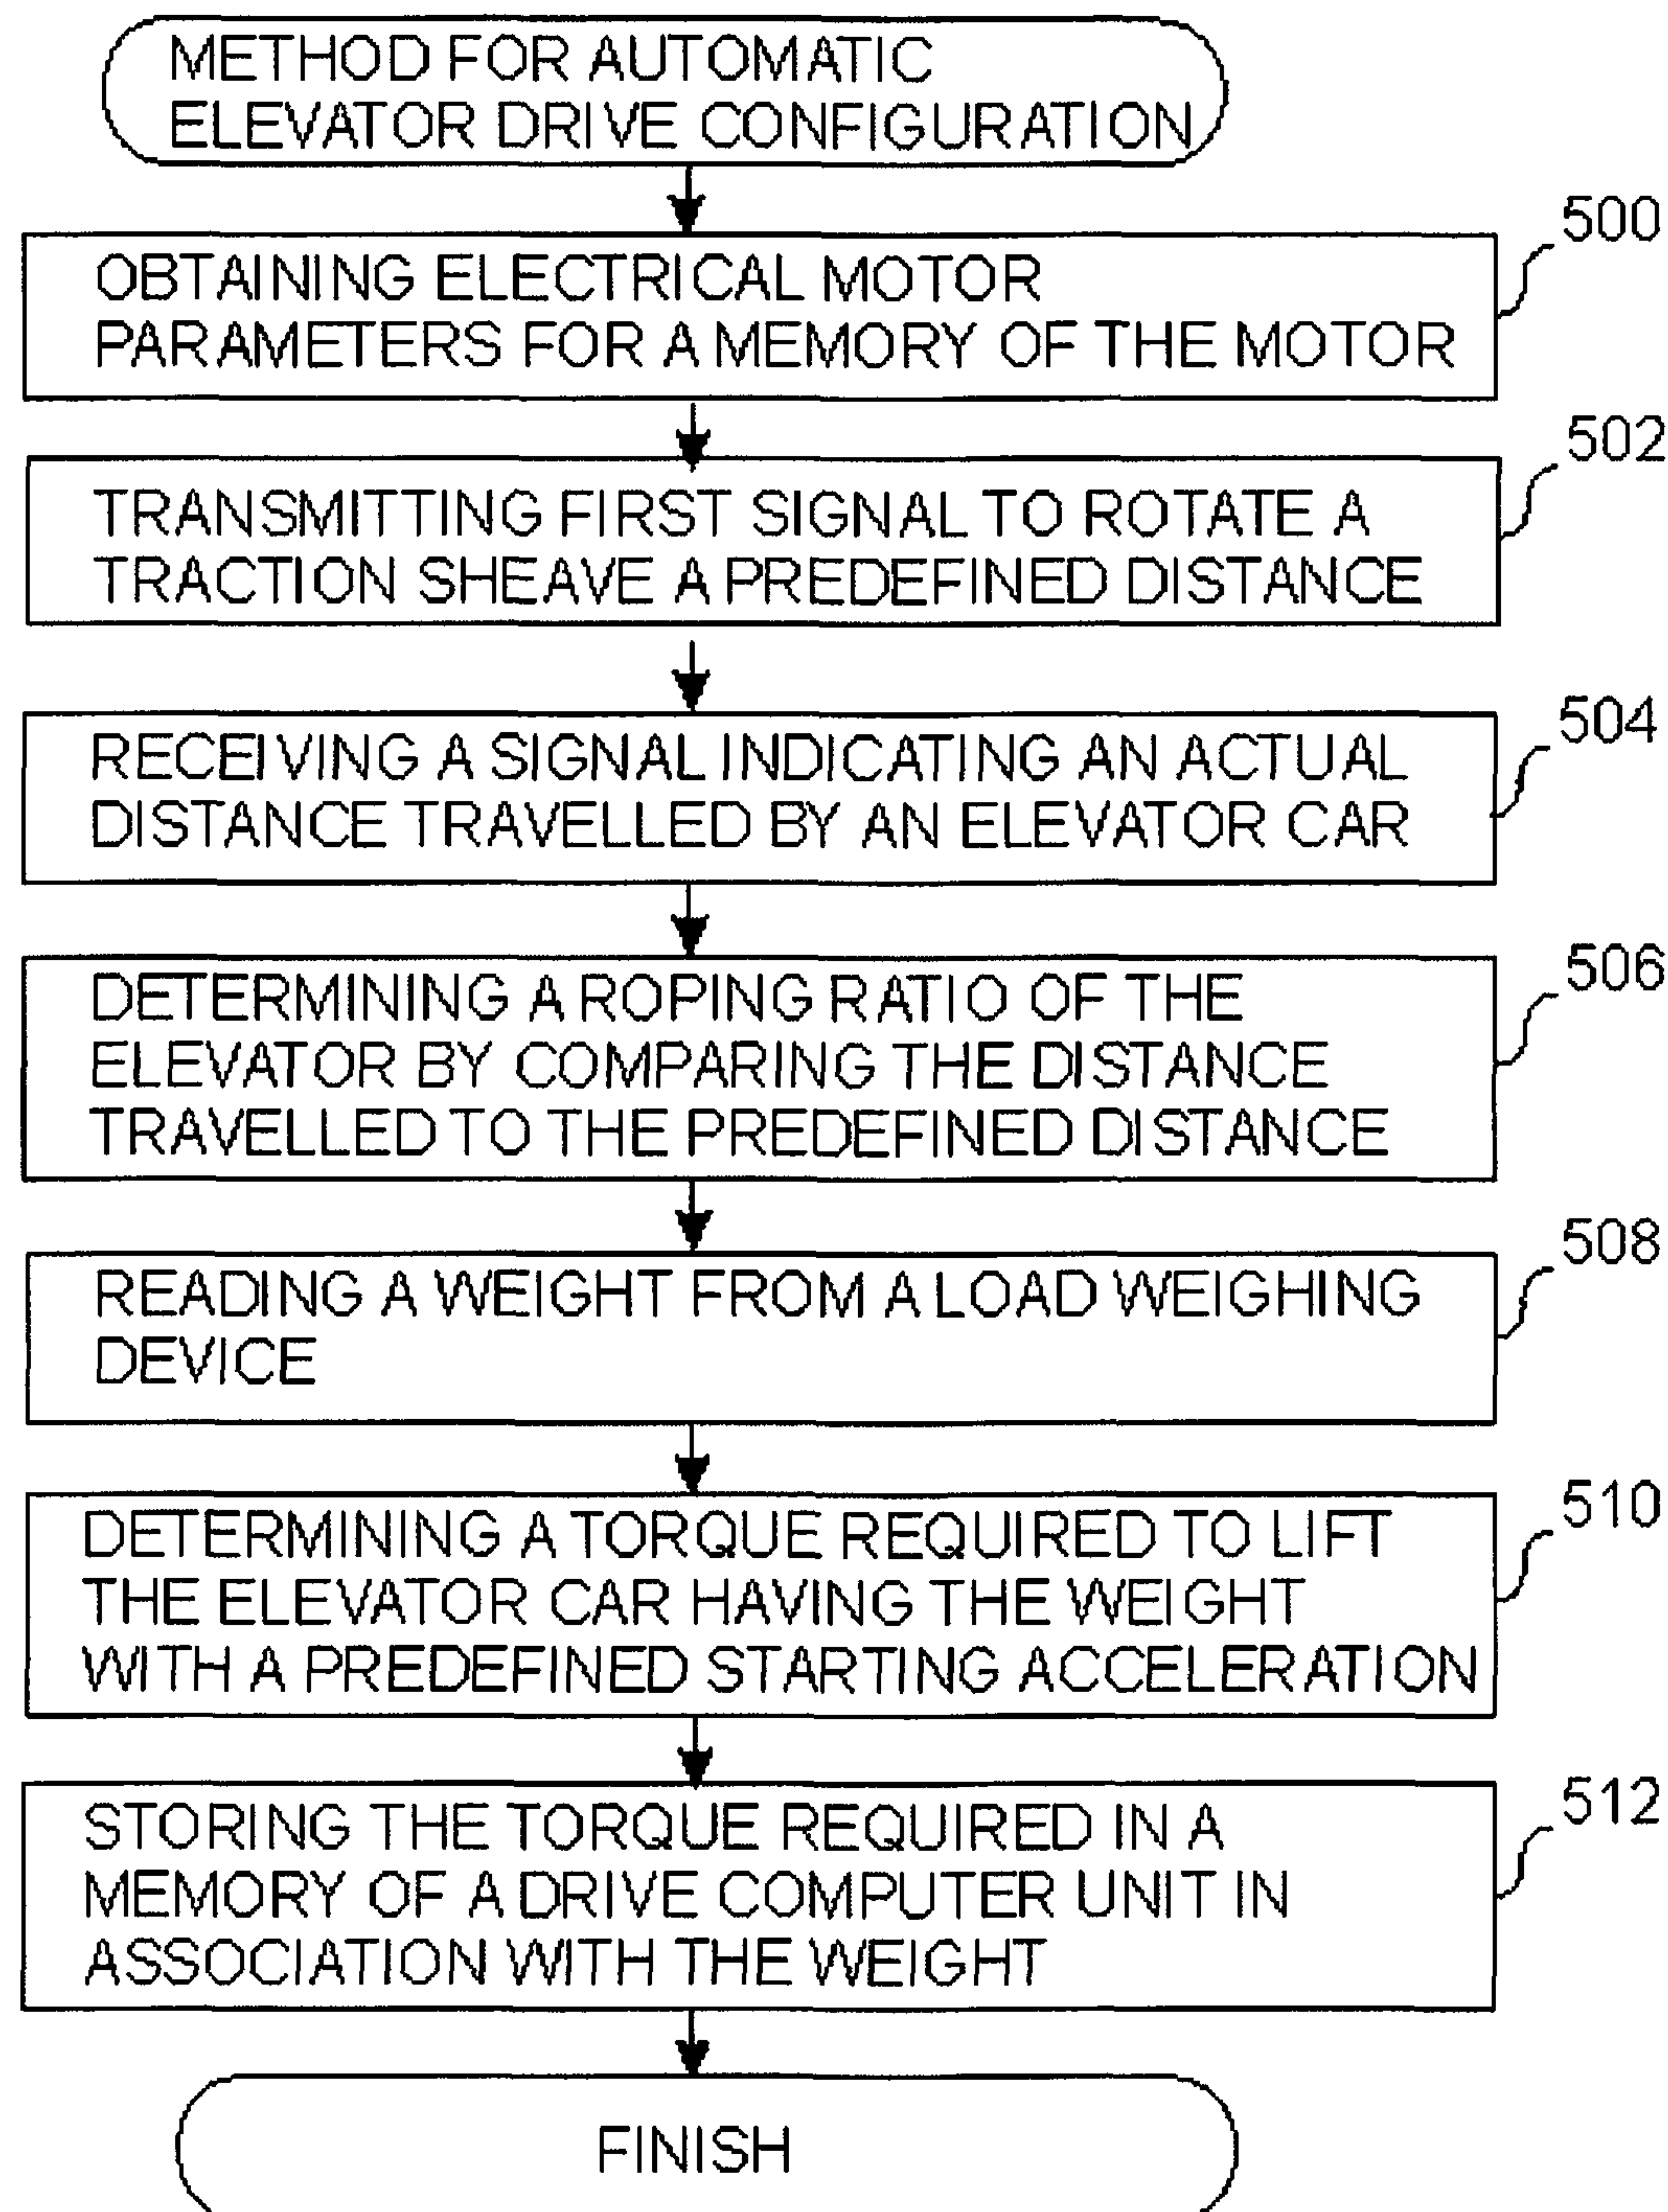 METHOD FOR AUTOMATIC
ELEVATOR DRIVE CONFIGURATION
500
OBTAINING ELECTRICAL MOTOR
PARAMETERS FOR A MEMORY OF THE MOTOR
502
TRANSMITTING FIRST SIGNAL TO ROTATE A
TRACTION SHEAVE A PREDEFINED DISTANCE
504
RECEIVING A SIGNAL INDICATING AN ACTUAL
DISTANCE TRAVELLED BY AN ELEVATOR CAR
506
DETERMINING A ROPING RATIO OF THE
ELEVATOR BY COMPARING THE DISTANCE
TRAVELLED TO THE PREDEFINED DISTANCE
508
READING A WEIGHT FROM A LOAD WEIGHING
DEVICE
510
DETERMINING A TORQUE REQUIRED TO LIFT
THE ELEVATOR CAR HAVING THE WEIGHT
WITH A PREDEFINED STARTING ACCELERATION
512
STORING THE TORQUE REQUIRED IN A
MEMORY OF A DRIVE COMPUTER UNIT IN
ASSOCIATION WITH THE WEIGHT
FINISH